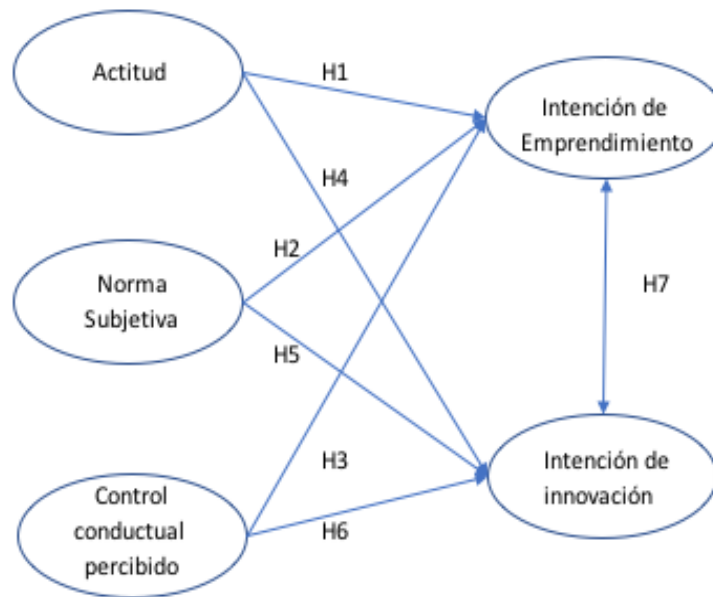 Actitud
H1
Intención de
Emprendimiento
H4
H2
Norma
Subjetiva
H7
H5
H3
Intención de
innovación
Control
conductual
percibido
H6